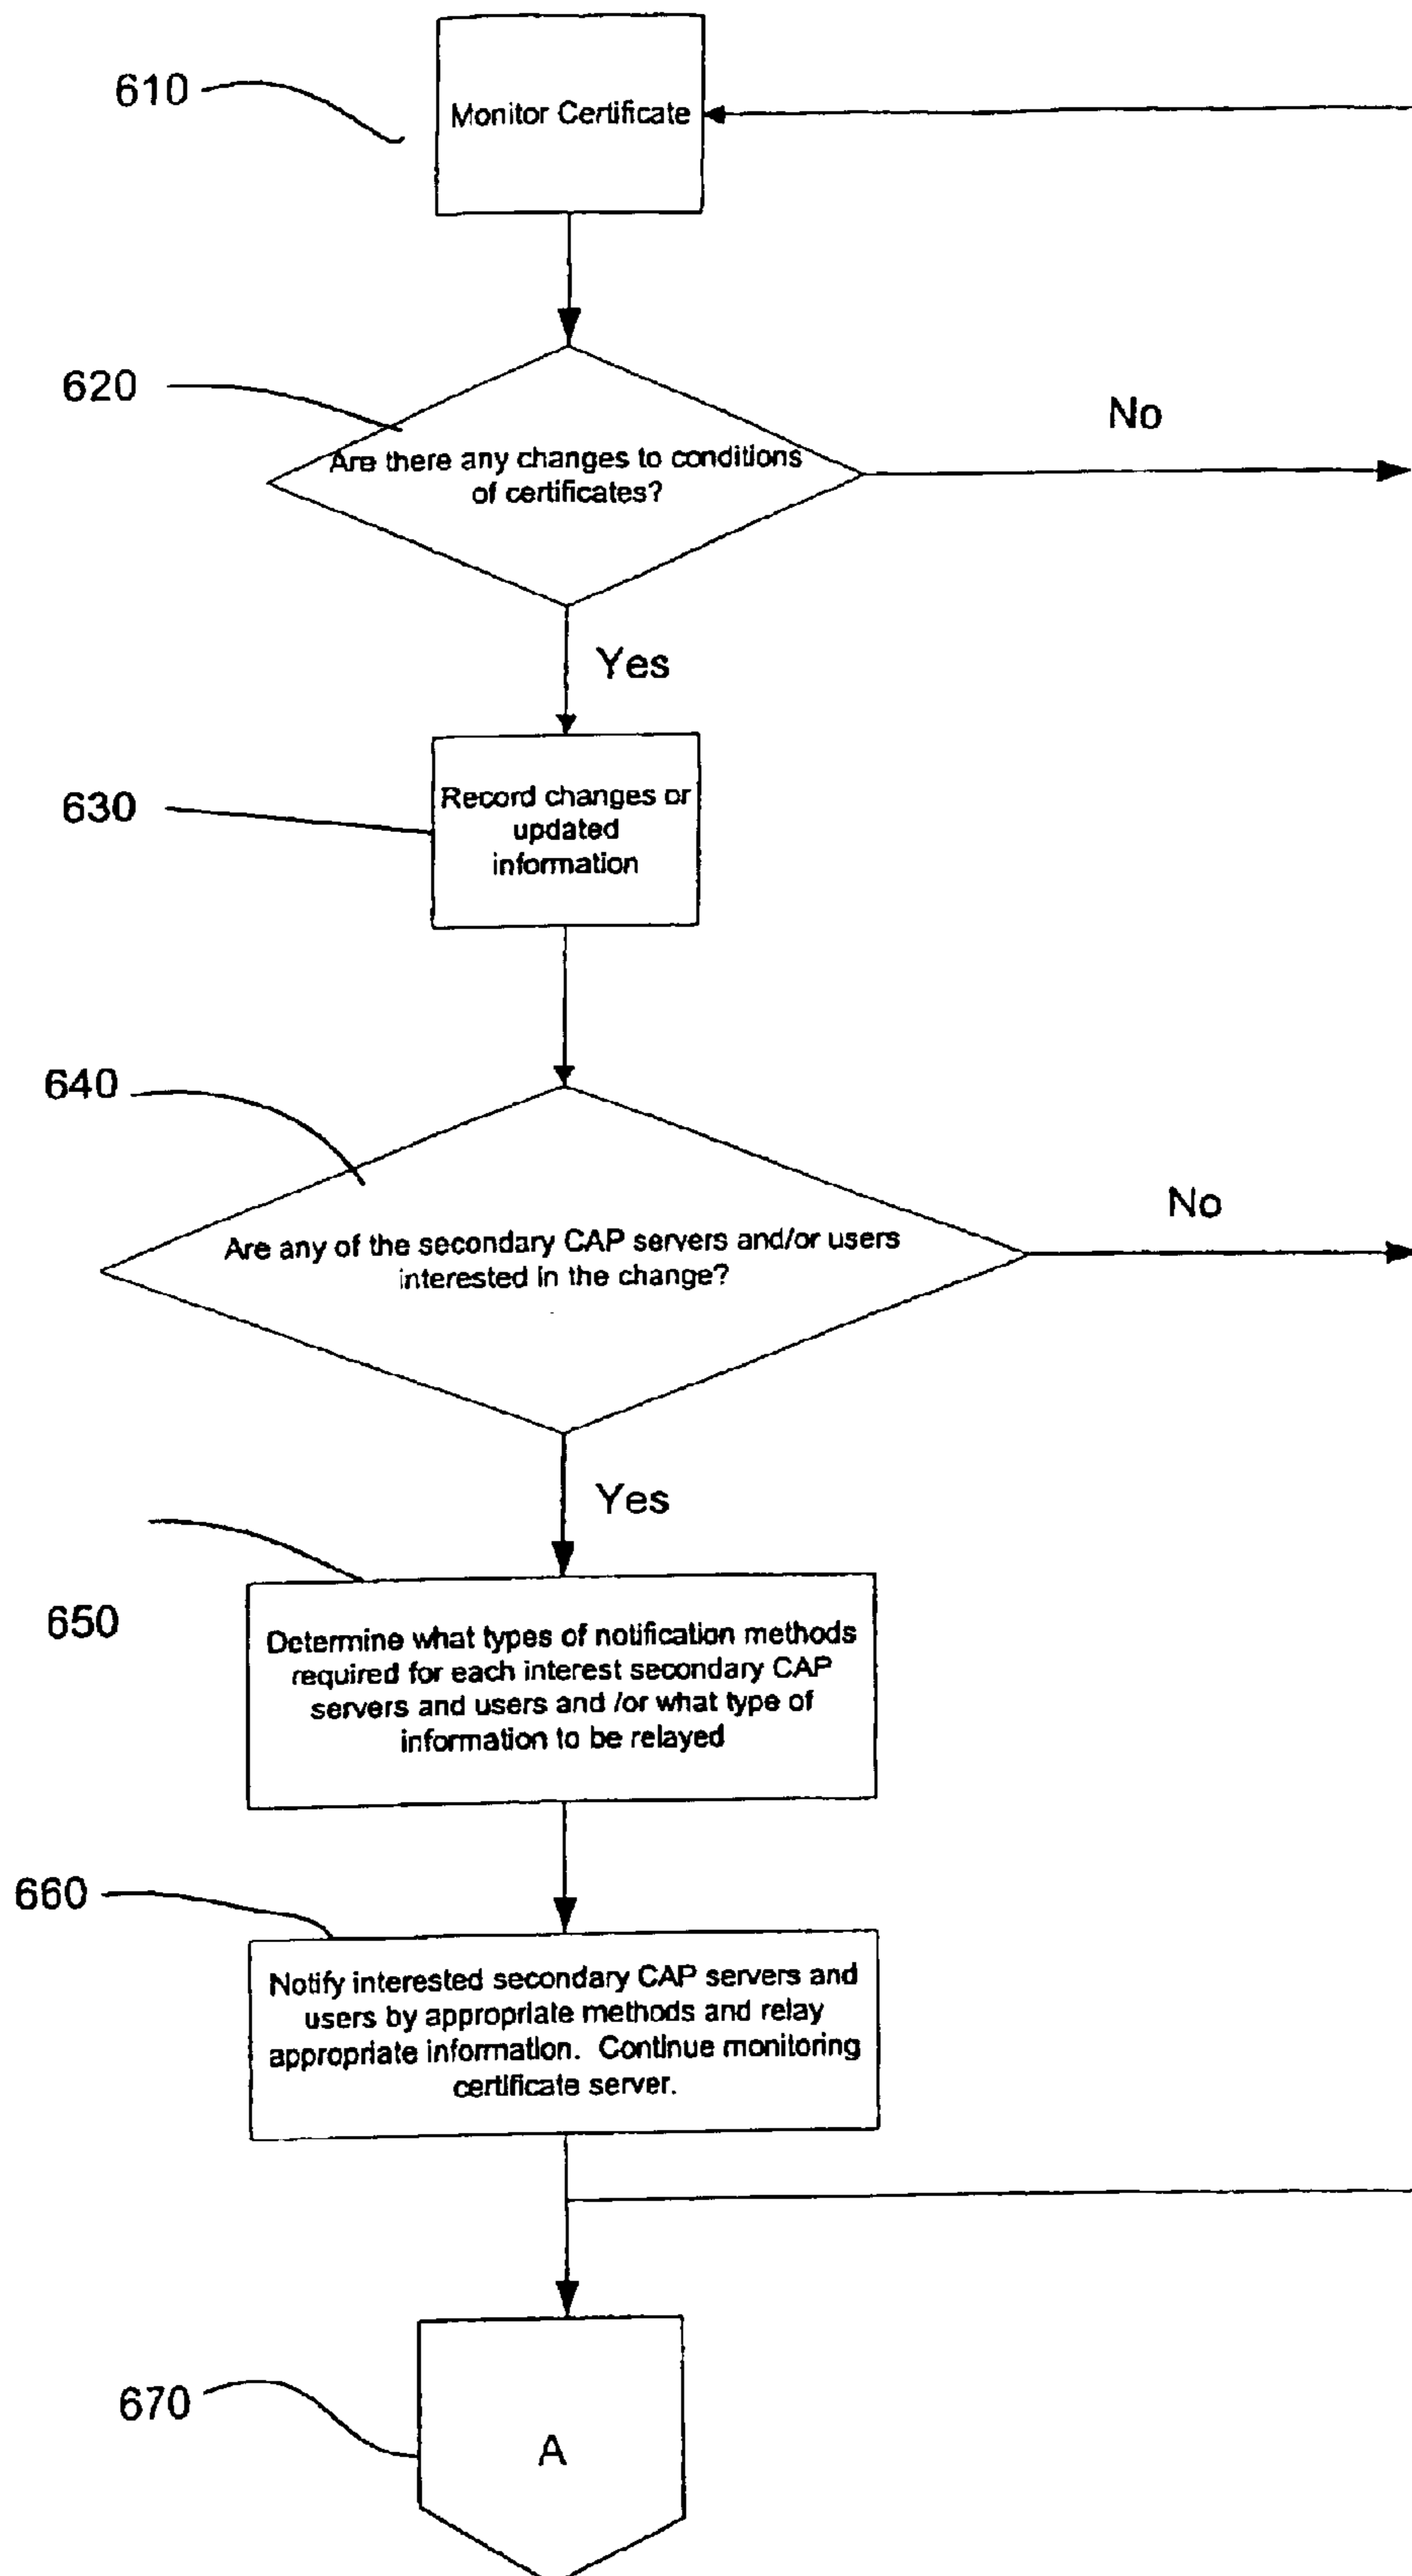 610
Monitor Certificate
620
No
Are there any changes to conditions
of certificates?
Yes
630
Record changes or
updated
information
640
No
Are any of the secondary CAP servers and/or users
interested in the change?
Yes
650
Determine what types of notification methods
required for each interest secondary CAP
servers and users and /or what type of
information to be relayed
660
Notify interested secondary CAP servers and
users by appropriate methods and relay
appropriate information. Continue monitoring
certificate server.
670
A